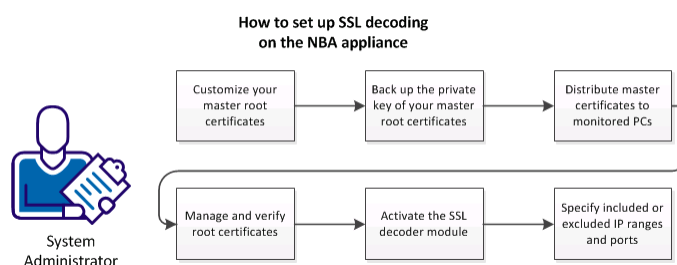 How to set up SSL decoding
on the NBA appliance
Customize your
master root
certificates
Back up the private
key of your master
root certificates
Distribute master
certificates to
monitored PCs
Manage and verify
root certificates
Activate the SSL
decoder module
Specify included or
excluded IP ranges
and ports
System
Administrator